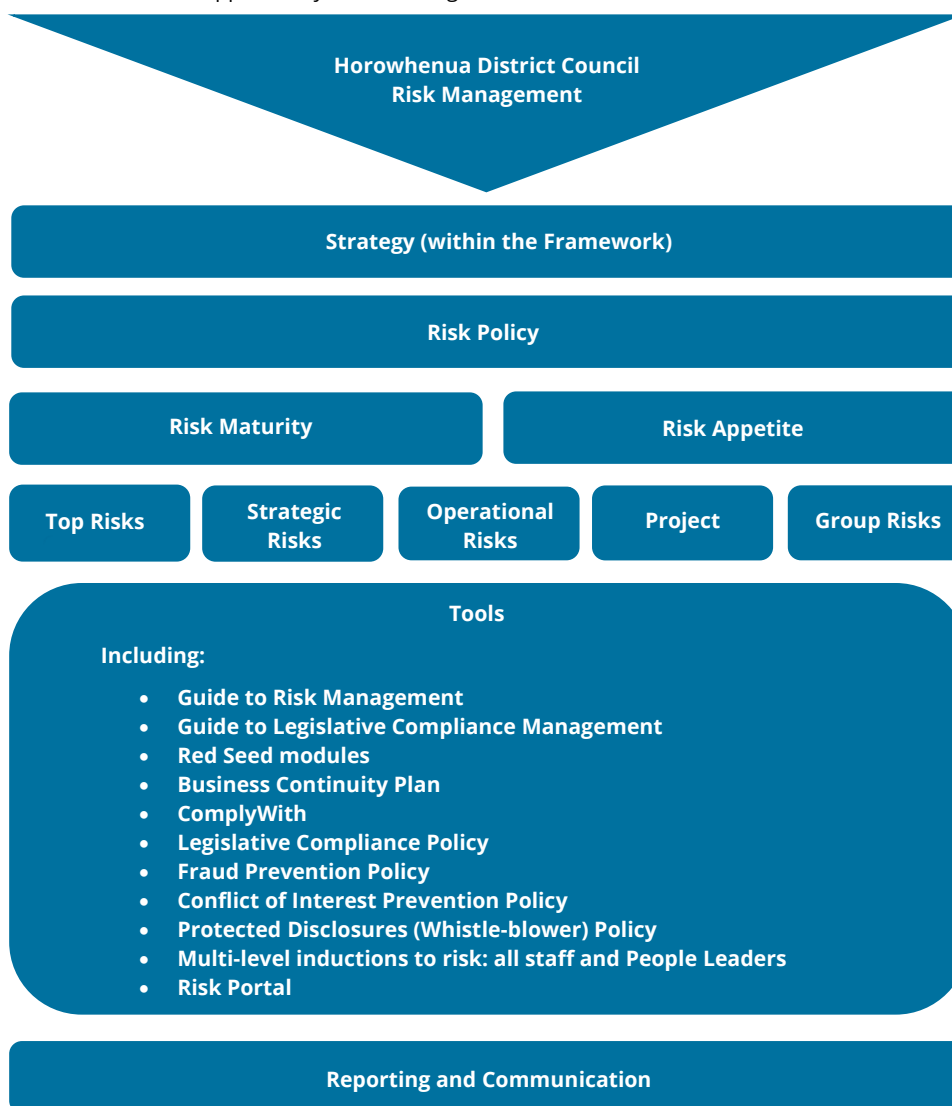 Horowhenua District Council
Risk Management
Strategy (within the Framework)
Risk Policy
Risk Maturity
Risk Appetite
Top Risks
Strategic
Risks
Operational
Risks
Project
Group Risks
Tools
Including:
• Guide to Risk Management
• Guide to Legislative Compliance Management
• Red Seed modules
• Business Continuity Plan
• ComplyWith
• Legislative Compliance Policy
• Fraud Prevention Policy
• Conflict of Interest Prevention Policy
• Protected Disclosures (Whistle-blower) Policy
• Multi-level inductions to risk: all staff and People Leaders
• Risk Portal
Reporting and Communication